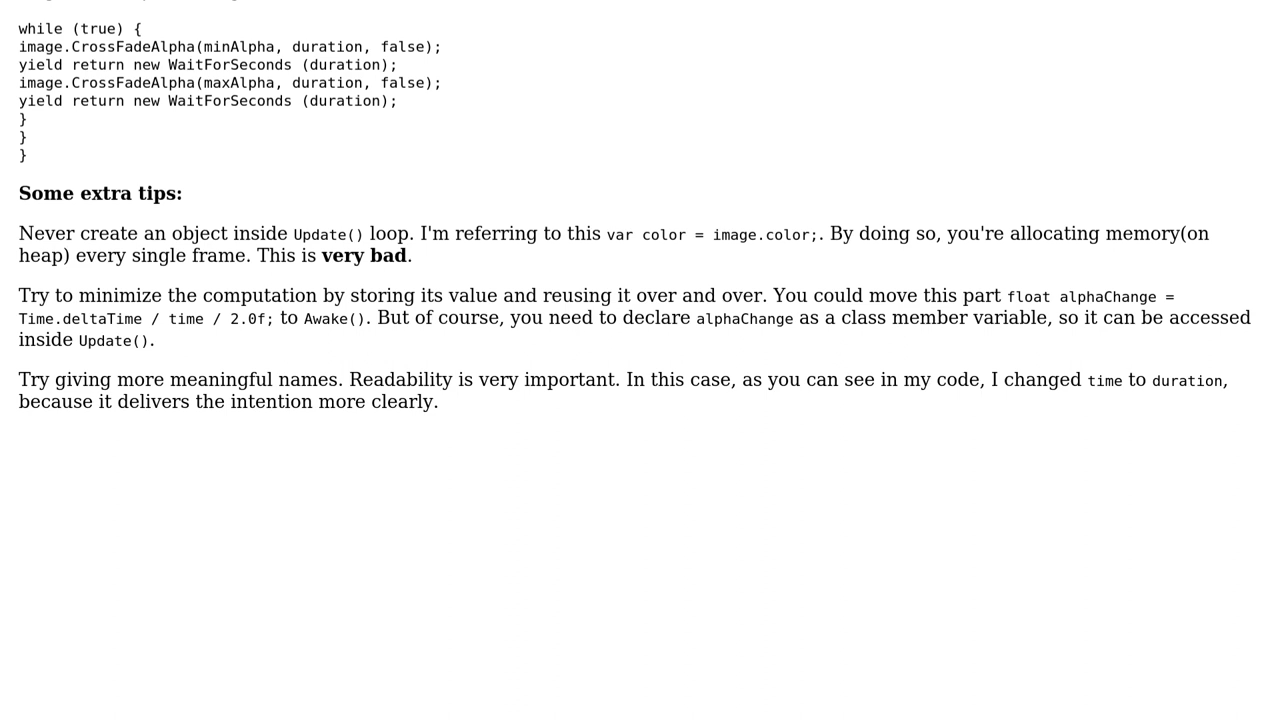 while (true) {
image.CrossFadeAlpha(minAlpha, duration, false);
yield return new WaitForSeconds (duration);
image.CrossFadeAlpha(maxAlpha, duration, false);
yield return new WaitForSeconds (duration);
}
}
}
Some extra tips:
Never create an object inside Update() loop. I'm referring to this var color = image.color;. By doing so, you're allocating memory(on
heap) every single frame. This is very bad.
Try to minimize the computation by storing its value and reusing it over and over. You could move this part float alphaChange =
Time.deltaTime / time / 2.0f; to Awake(). But of course, you need to declare alphaChange as a class member variable, so it can be accessed
inside Update().
Try giving more meaningful names. Readability is very important. In this case, as you can see in my code, I changed time to duration,
because it delivers the intention more clearly.